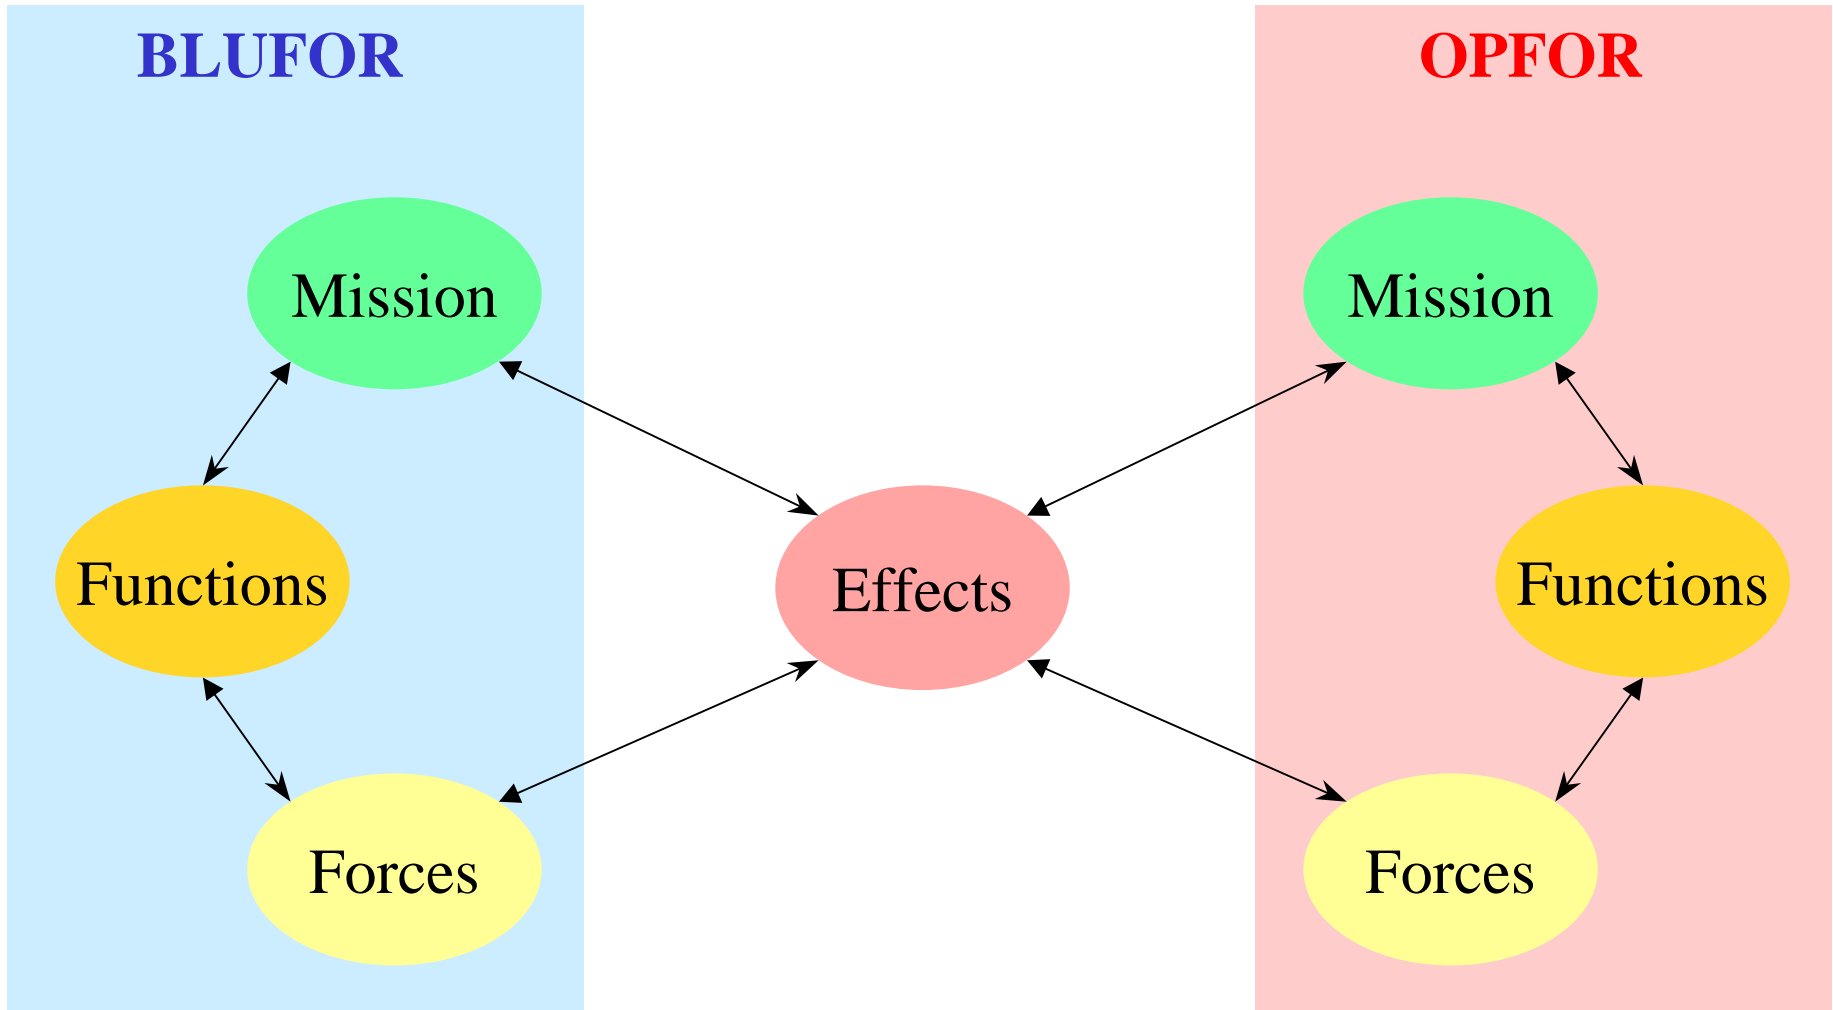 BLUFOR
OPFOR
Mission
Mission
Functions
Effects
Functions
Forces
Forces